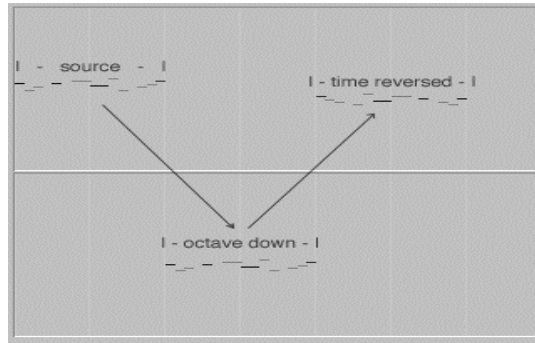 | - source - |
| - time reversed - |
| - octave down - |